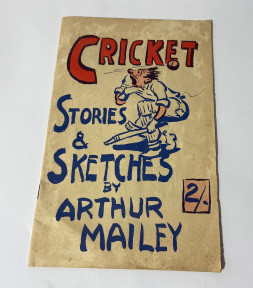 CRICKET
STORIES
&
SKETCHES
BY
ARTHUR
MAILEY
2/.